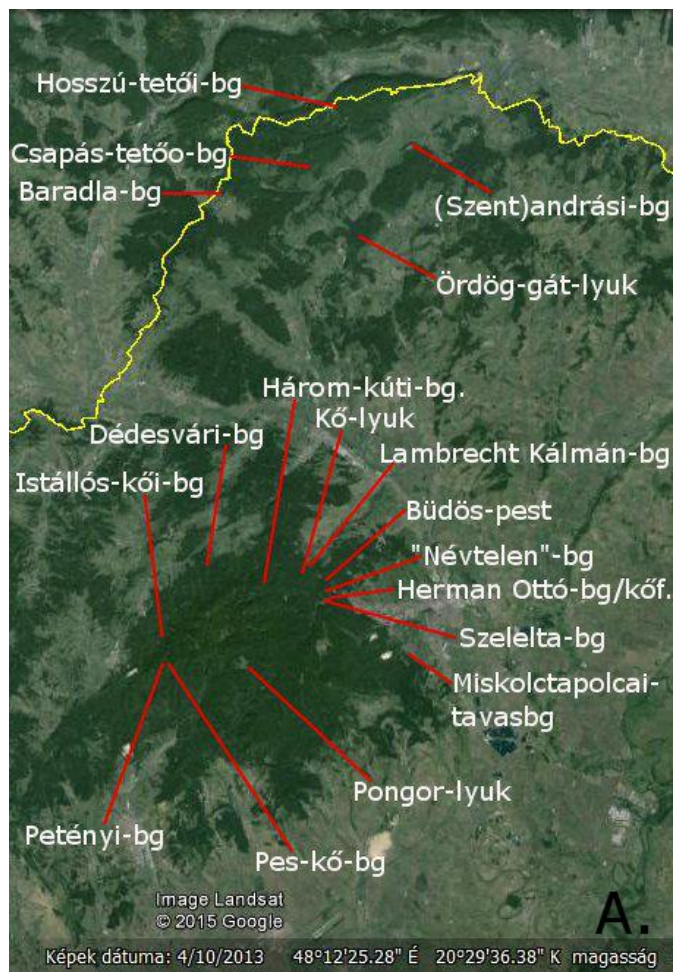 Hosszú-tetői-bg
Csapás-tetőo-bg
Baradla-bg
(Szent)andrási-bg
Ördög-gát-lyuk
Három-kúti-bg.
Kő-lyuk
Dédesvári-bg
Lambrecht Kálmán-bg
Istállós-kői-bg
Büdös-pest
"Névtelen"-bg
Herman Ottó-bg/kőf.
Szelelta-bg
Miskolctapolcai-
tavasbg
Pongor-lyuk
Petényi-bg
Pes-kő-bg
Image Landsat
© 2015 Google
A.
Képek dátuma: 4/10/2013 48°12'25.28" É 20°29'36.38" K magasság